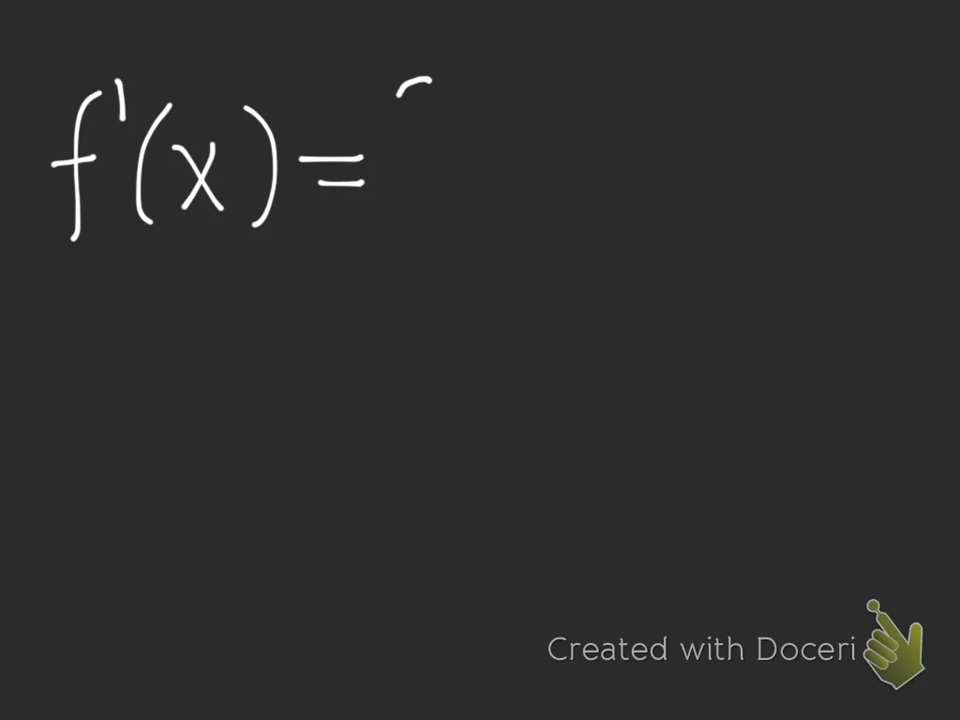 f'(x) =
Created with Doceri